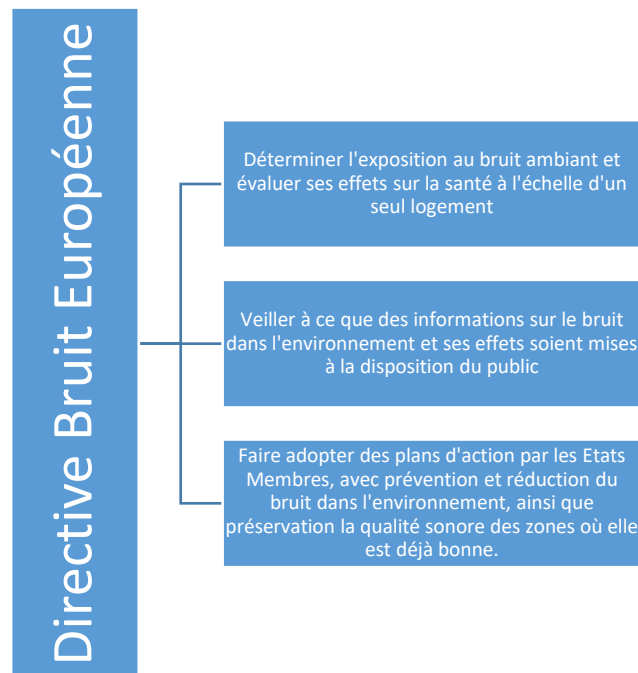 Directive Bruit Européenne
Déterminer l'exposition au bruit ambiant et
évaluer ses effets sur la santé à l'échelle d'un
seul logement
Veiller à ce que des informations sur le bruit
dans l'environnement et ses effets soient mises
à la disposition du public
Faire adopter des plans d'action par les Etats
Membres, avec prévention et réduction du
bruit dans l'environnement, ainsi que
préservation la qualité sonore des zones où elle
est déjà bonne.